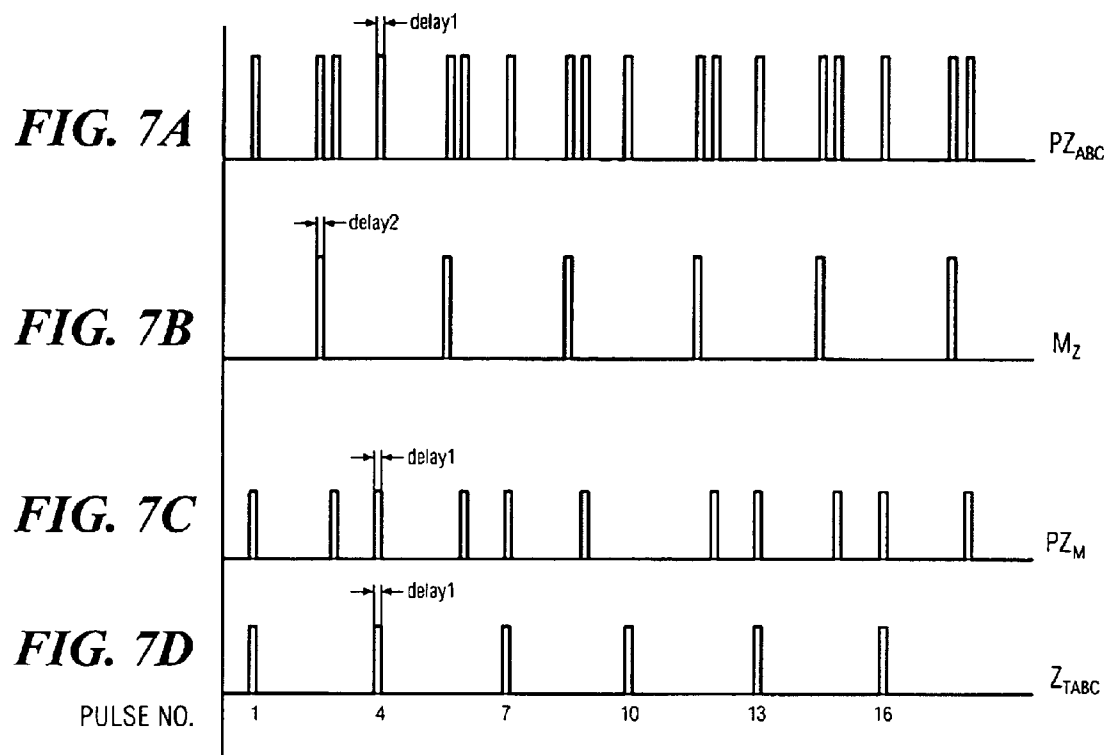 delay1
FIG. 7A
PZABC
delay2
FIG. 7B
MZ
delay1
FIG. 7C
PZM
delay1
FIG. 7D
ZTABC
PULSE NO. 1 4 7 10 13 16